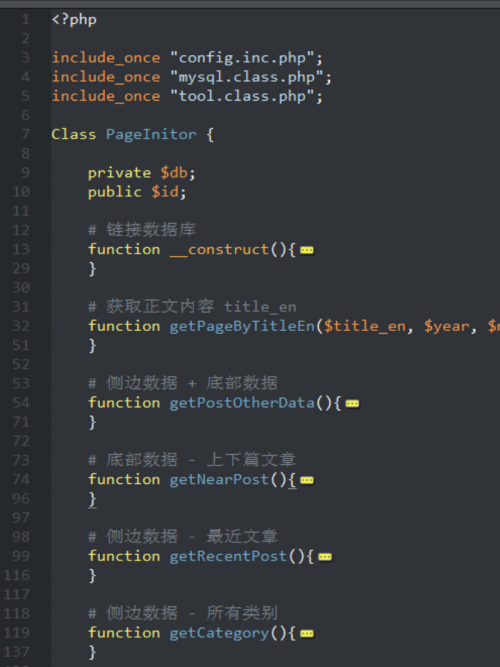 1 <?php
2
3 include_once "config.inc.php";
4 include_once "mysql.class.php";
5 include_once "tool.class.php";
6
7 Class PageInitor {
8
9 private $db;
10 public $id;
11
12 # 链接数据库
13 function __construct(){
29 }
30
31 # 获取正文内容 title_en
32 function getPageByTitleEn($title_en, $year, $
51 }
52
53 # 侧边数据 + 底部数据
54 function getPostOtherData(){
71 }
72
73 # 底部数据 - 上下篇文章
74 function getNearPost(){
96 }
97
98 # 侧边数据 - 最近文章
99 function getRecentPost(){
116 }
117
118 # 侧边数据 - 所有类别
119 function getCategory(){
137 }